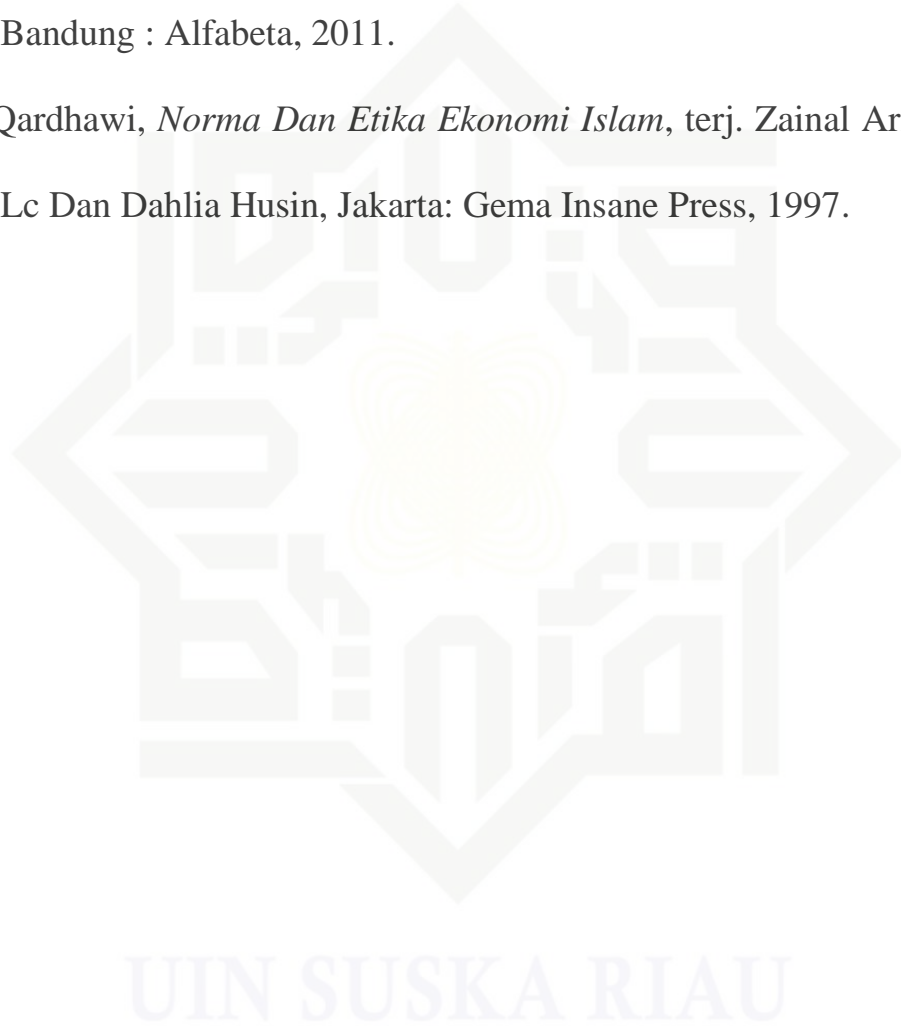 Bandung : Alfabeta, 2011.
Qardhawi, Norma Dan Etika Ekonomi Islam, terj. Zainal Ar
Lc Dan Dahlia Husin, Jakarta: Gema Insane Press, 1997.
UIN SUSKA RIAU